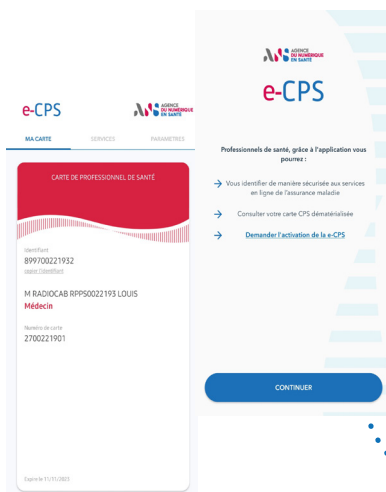 e-CPS
AGENCE
DU NUMÉRIQUE
EN SANTÉ
MA CARTE
SERVICES
PARAMETRES
CARTE DE PROFESSIONNEL DE SANTÉ
Identifiant
899700221932
copier l'identifiant
M RADIOCAB RPPS0022193 LOUIS
Médecin
Numéro de carte
2700221901
Expire le 11/11/2025
AGENCE
DU NUMÉRIQUE
EN SANTÉ
e-CPS
Professionnels de santé, grâce à l'application vous
pourrez :
Vous identifier de manière sécurisée aux services
en ligne de l'assurance maladie
Consulter votre carte CPS dématérialisée
Demander l'activation de la e-CPS
CONTINUER